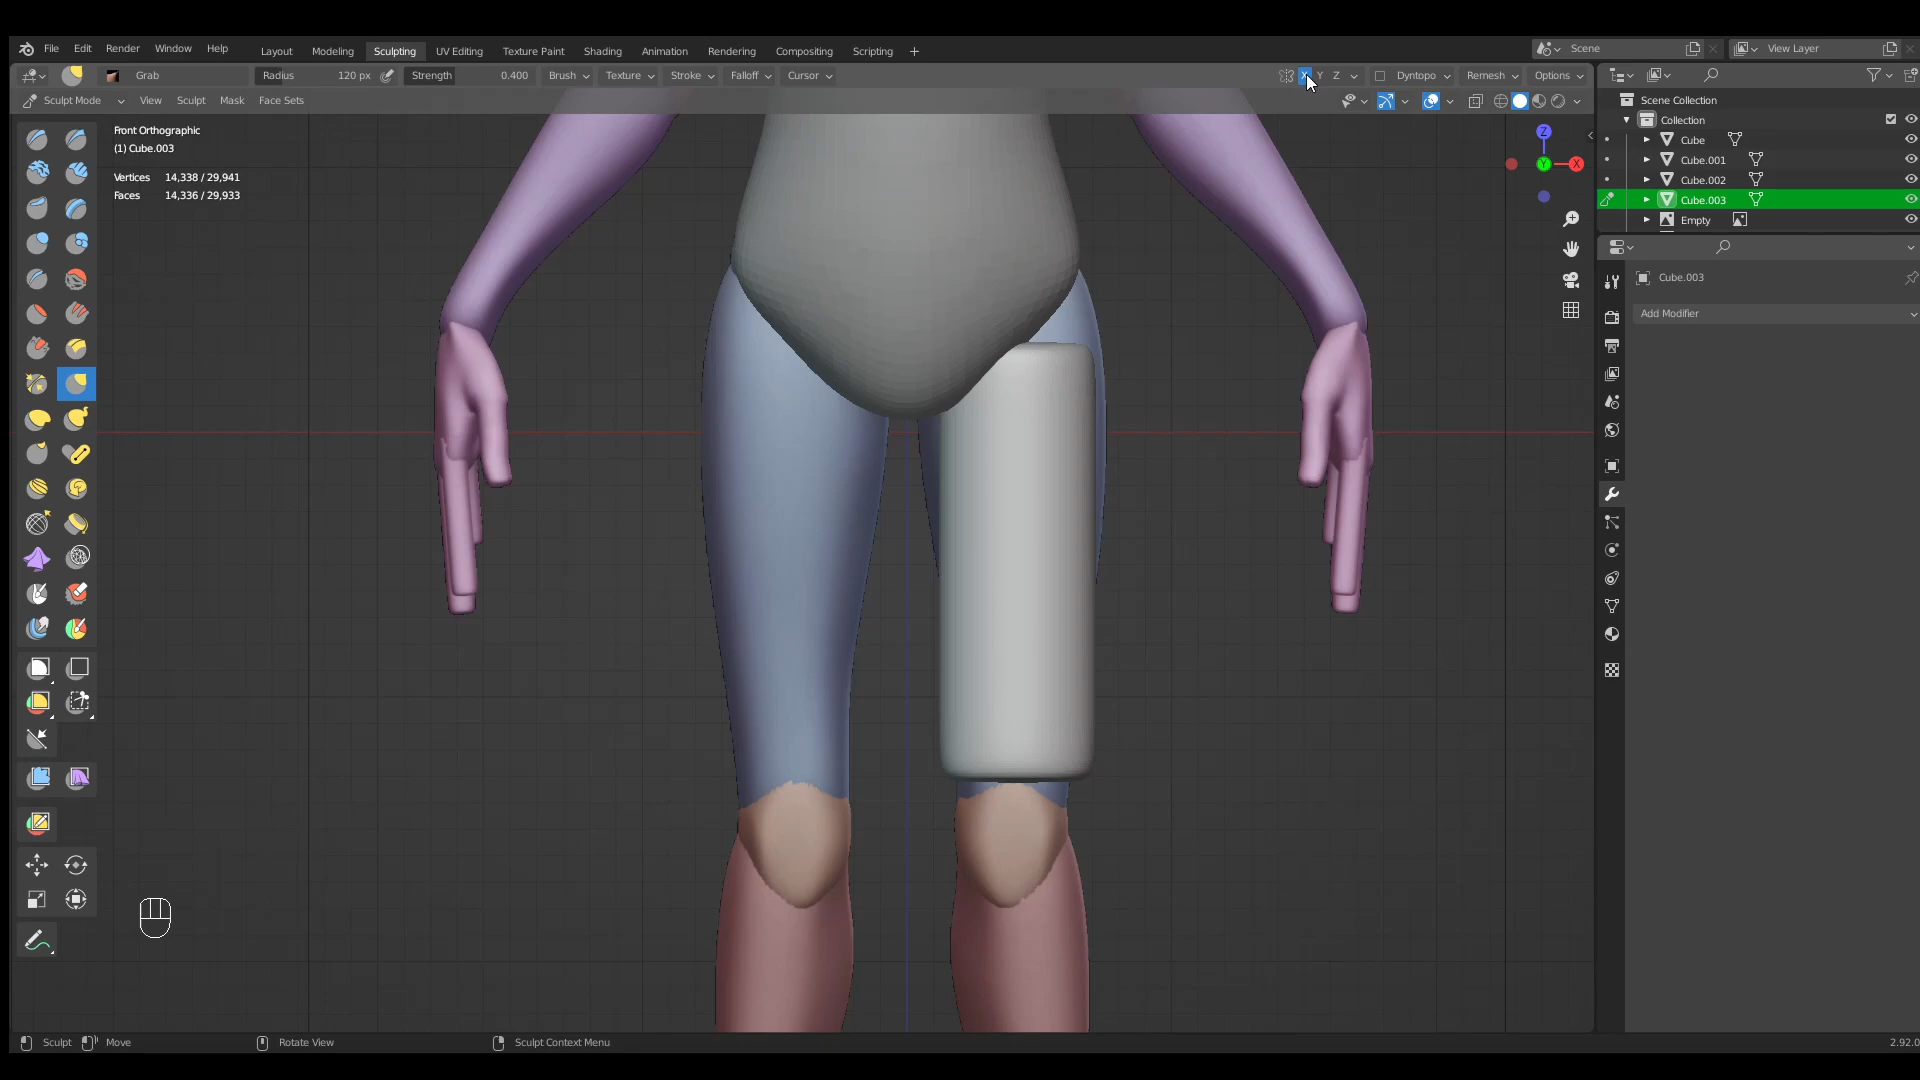 File Edit Render Window Help Layout Modeling Sculpting UV Editing Texture Paint Shading Animation Rendering Compositing Scripting + Scene View Layer
Grab Radius 120 px Strength 0.400 Brush Texture Stroke Falloff Cursor X Y Z Dyntopo Remesh Options
Sculpt Mode View Sculpt Mask Face Sets
Scene Collection
Collection
Cube
Cube.001
Cube.002
Cube.003
Empty
Front Orthographic
(1) Cube.003
Vertices 14,338 / 29,941
Faces 14,336 / 29,933
Z
Y
X
Cube.003
Add Modifier
Sculpt Move Rotate View Sculpt Context Menu 2.92.0